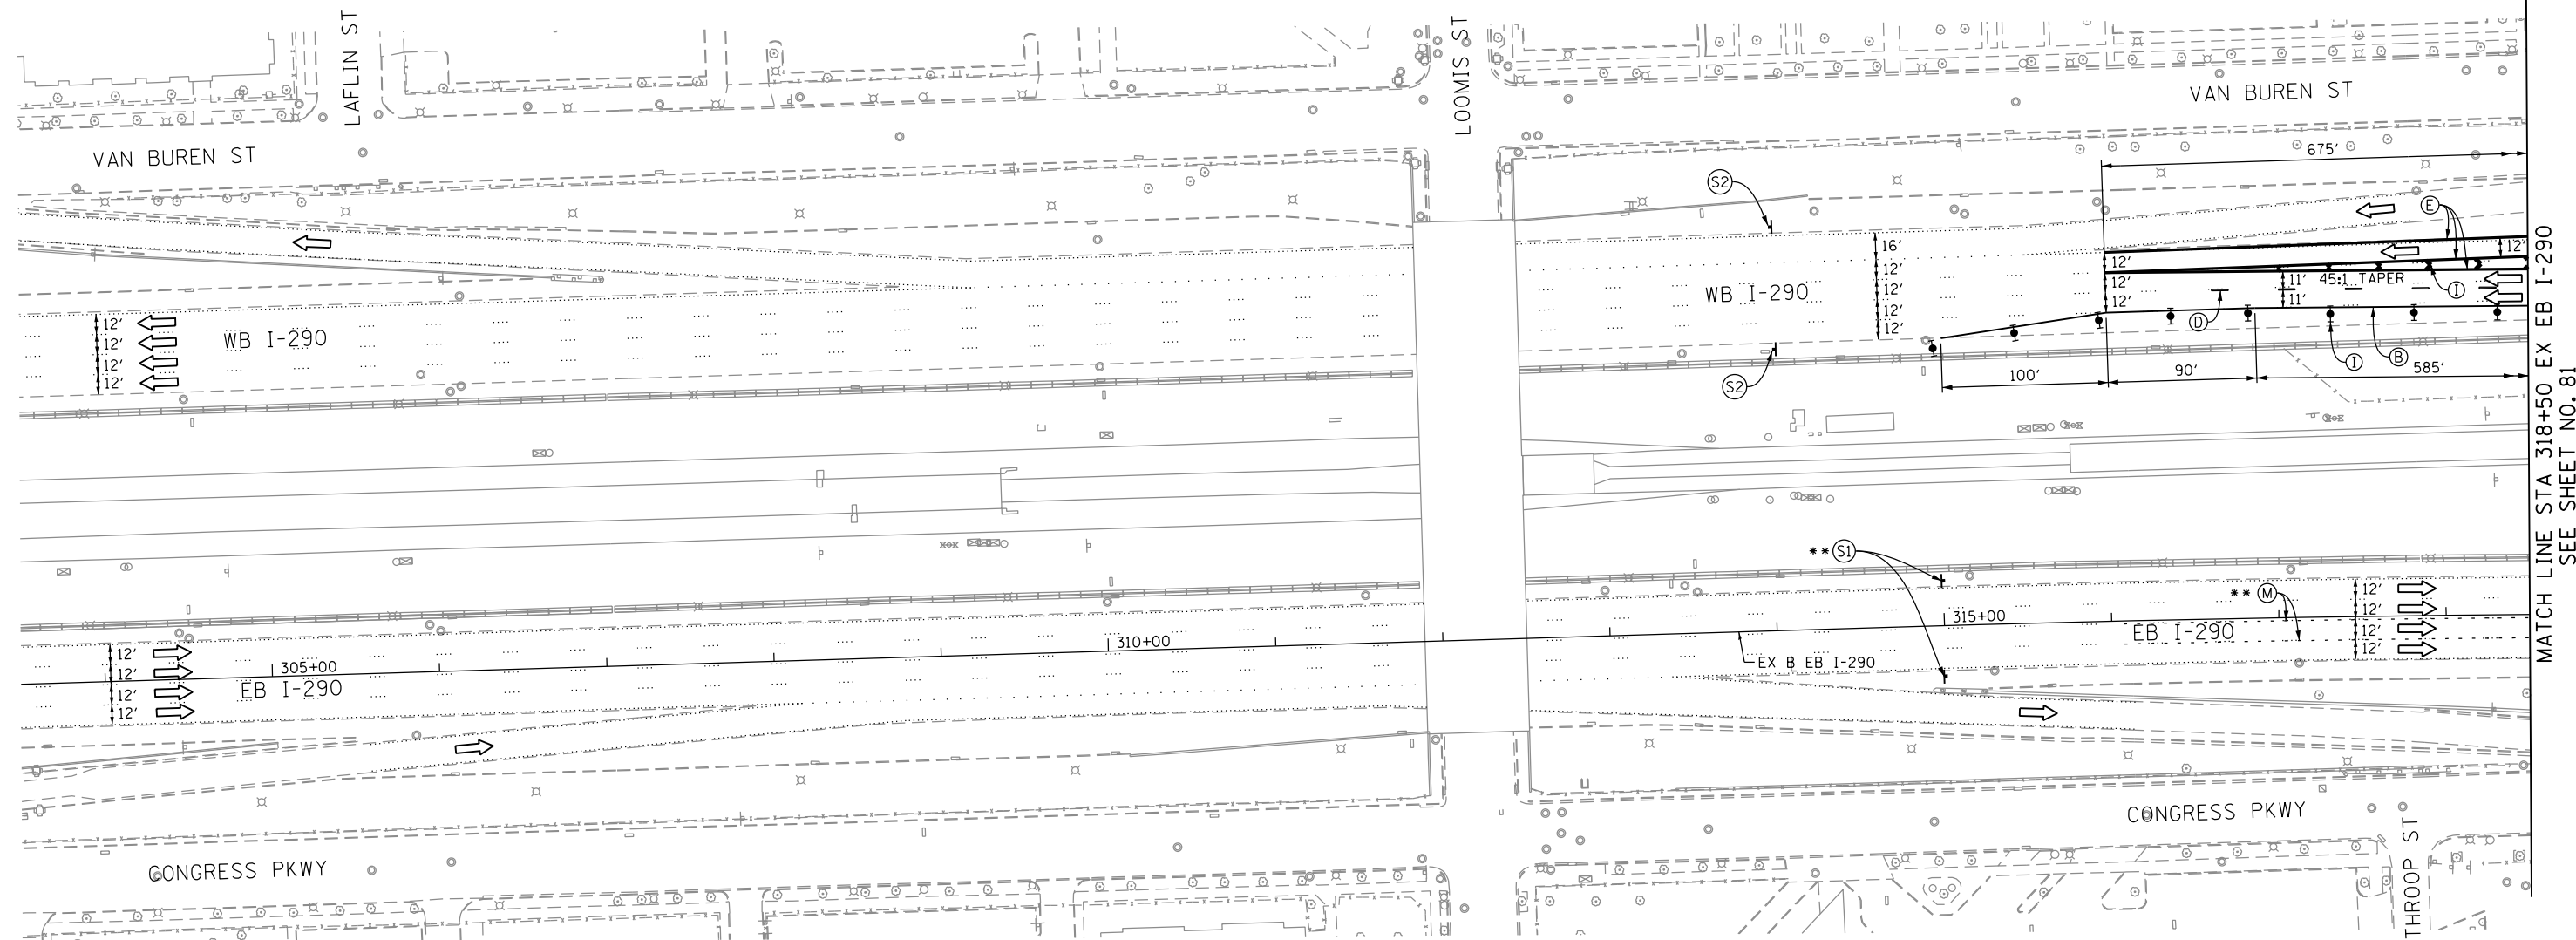 LAFLIN ST
LOOMIS ST
VAN BUREN ST
VAN BUREN ST
675'
S2
E
16'
12'
12'
12'
12'
12'
12'
12'
12'
11'
11'
45:1 TAPER
I
D
WB I-290
WB I-290
12'
12'
12'
12'
S2
I
B
100'
90'
585'
MATCH LINE STA 318+50 EX EB I-290
SEE SHEET NO. 81
** S1
** M
12'
12'
12'
12'
315+00
EB I-290
310+00
EX B EB I-290
305+00
12'
12'
12'
12'
EB I-290
CONGRESS PKWY
CONGRESS PKWY
THROOP ST